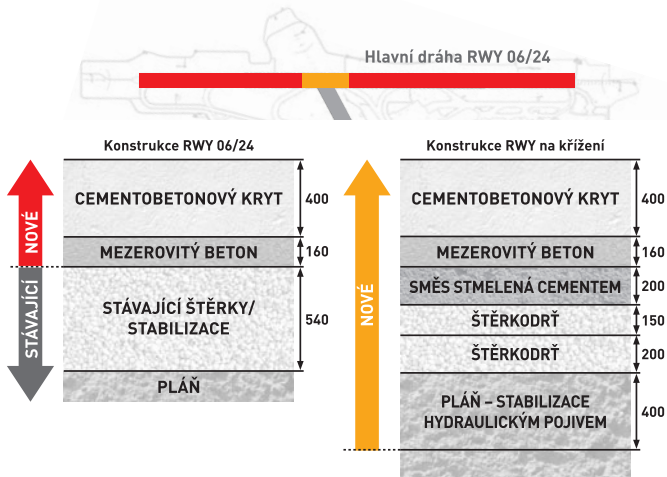 Hlavní dráha RWY 06/24
Konstrukce RWY 06/24
NOVÉ
STÁVAJÍCÍ
CEMENTOBETONOVÝ KRYT
400
MEZEROVITÝ BETON
160
STÁVAJÍCÍ ŠTĚRKY/
STABILIZACE
540
PLÁŇ
Konstrukce RWY na křížení
NOVÉ
CEMENTOBETONOVÝ KRYT
400
MEZEROVITÝ BETON
160
SMĚS STMELENÁ CEMENTEM
200
ŠTĚRKODRŤ
150
ŠTĚRKODRŤ
200
PLÁŇ – STABILIZACE
HYDRAULICKÝM POJIVEM
400